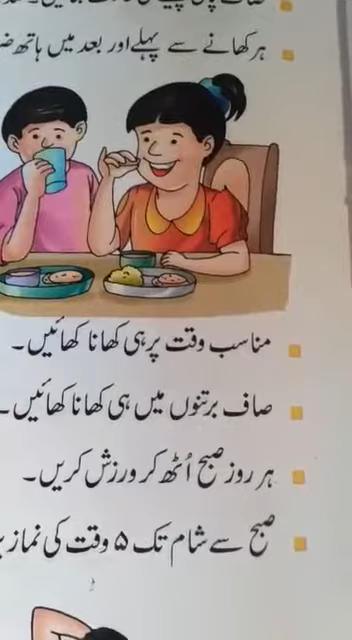 ہر کھانے سے پہلے اور بعد میں ہاتھ
مناسب وقت پر ہی کھانا کھائیں۔
صاف برتنوں میں ہی کھانا کھائیں۔
ہر روز صبح اُٹھ کر ورزش کریں۔
صبح سے شام تک ۵ وقت کی نماز